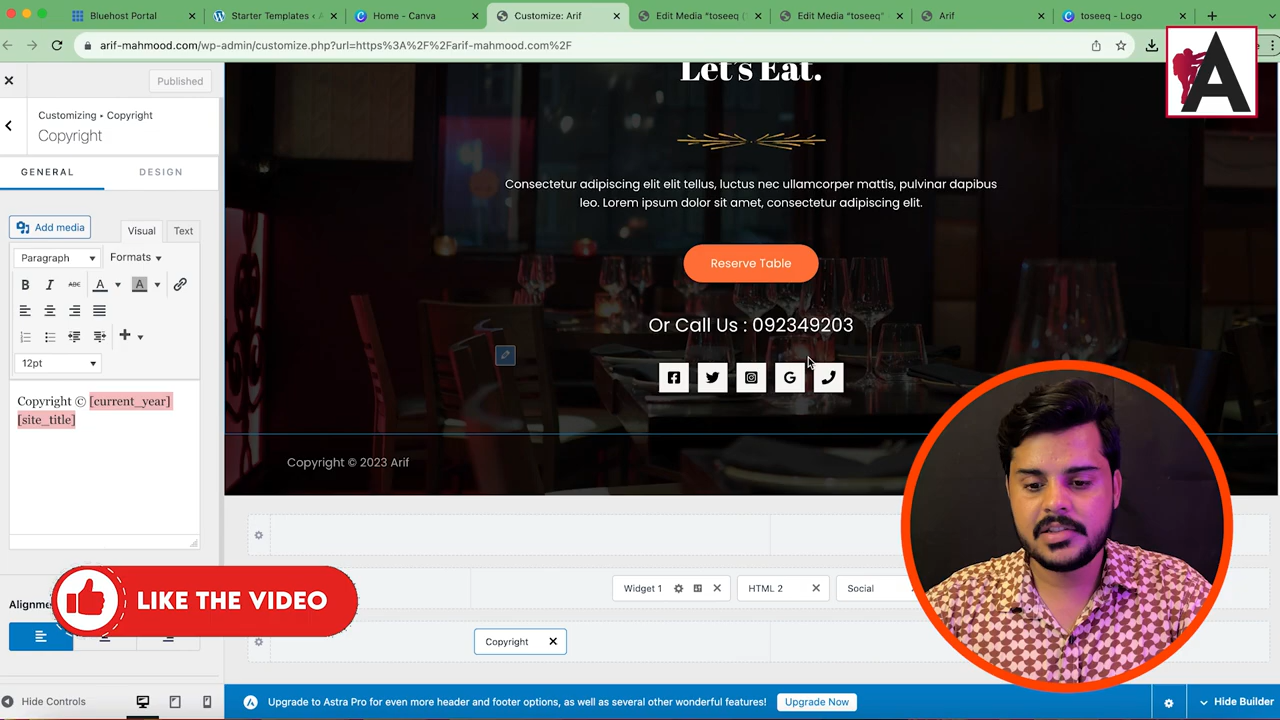 Bluehost Portal
Starter Templates ‹ A
Home - Canva
Customize: Arif
Edit Media "toseeq (
Edit Media "toseeq"
Arif
toseeq - Logo
arif-mahmood.com/wp-admin/customize.php?url=https%3A%2F%2Farif-mahmood.com%2F
A
Published
Customizing • Copyright
Copyright
GENERAL
DESIGN
Add media
Visual
Text
Paragraph
Formats
B I ABC A A
12pt
Copyright © [current_year]
[site_title]
Let's Eat.
Consectetur adipiscing elit elit tellus, luctus nec ullamcorper mattis, pulvinar dapibus
leo. Lorem ipsum dolor sit amet, consectetur adipiscing elit.
Reserve Table
Or Call Us : 092349203
Copyright © 2023 Arif
LIKE THE VIDEO
Widget 1
HTML 2
Social
Copyright
Hide Controls
Upgrade to Astra Pro for even more header and footer options, as well as several other wonderful features!
Upgrade Now
Hide Builder